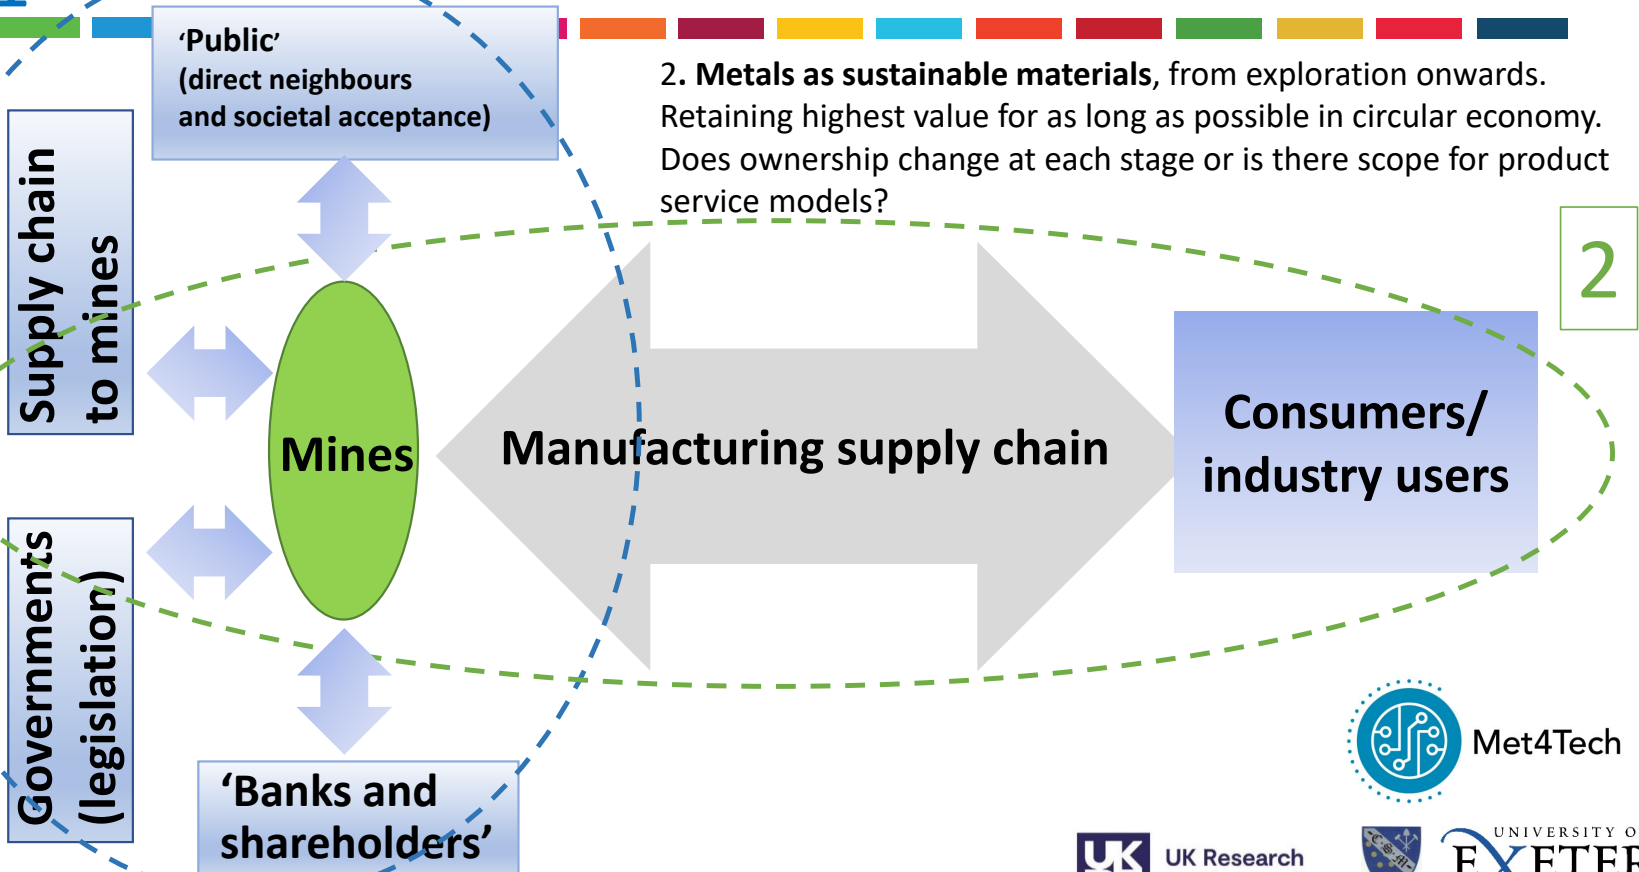 ‘Public’
(direct neighbours
and societal acceptance)
2. Metals as sustainable materials, from exploration onwards.
Retaining highest value for as long as possible in circular economy.
Does ownership change at each stage or is there scope for product
service models?
Supply chain
to mines
2
Mines
Manufacturing supply chain
Consumers/
industry users
Governments
(legislation)
‘Banks and
shareholders’
Met4Tech
UK
UK Research
C·S·M·
UNIVERSITY O
EXETER